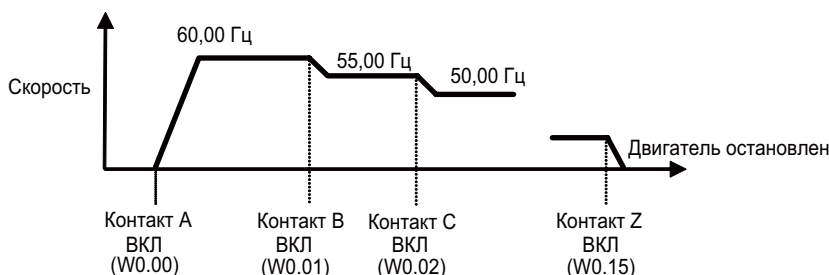 60,00 Гц
55,00 Гц
50,00 Гц
Скорость
Двигатель остановлен
Контакт A
ВКЛ
(W0.00)
Контакт B
ВКЛ
(W0.01)
Контакт C
ВКЛ
(W0.02)
Контакт Z
ВКЛ
(W0.15)